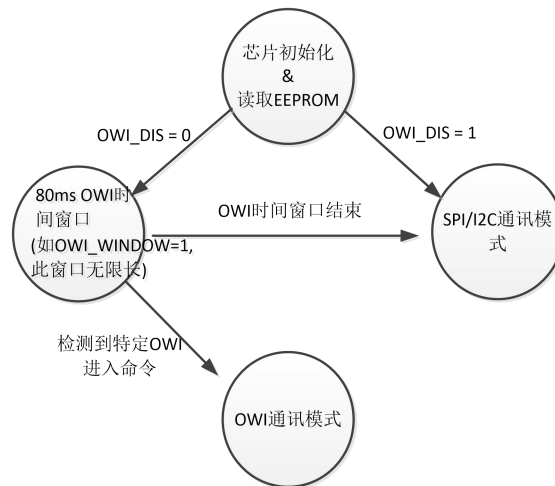 芯片初始化
&
读取EEPROM
OWI_DIS = 0
OWI_DIS = 1
80ms OWI时
间窗口
(如OWI_WINDOW=1,
此窗口无限长)
OWI时间窗口结束
SPI/I2C通讯模
式
检测到特定OWI
进入命令
OWI通讯模式